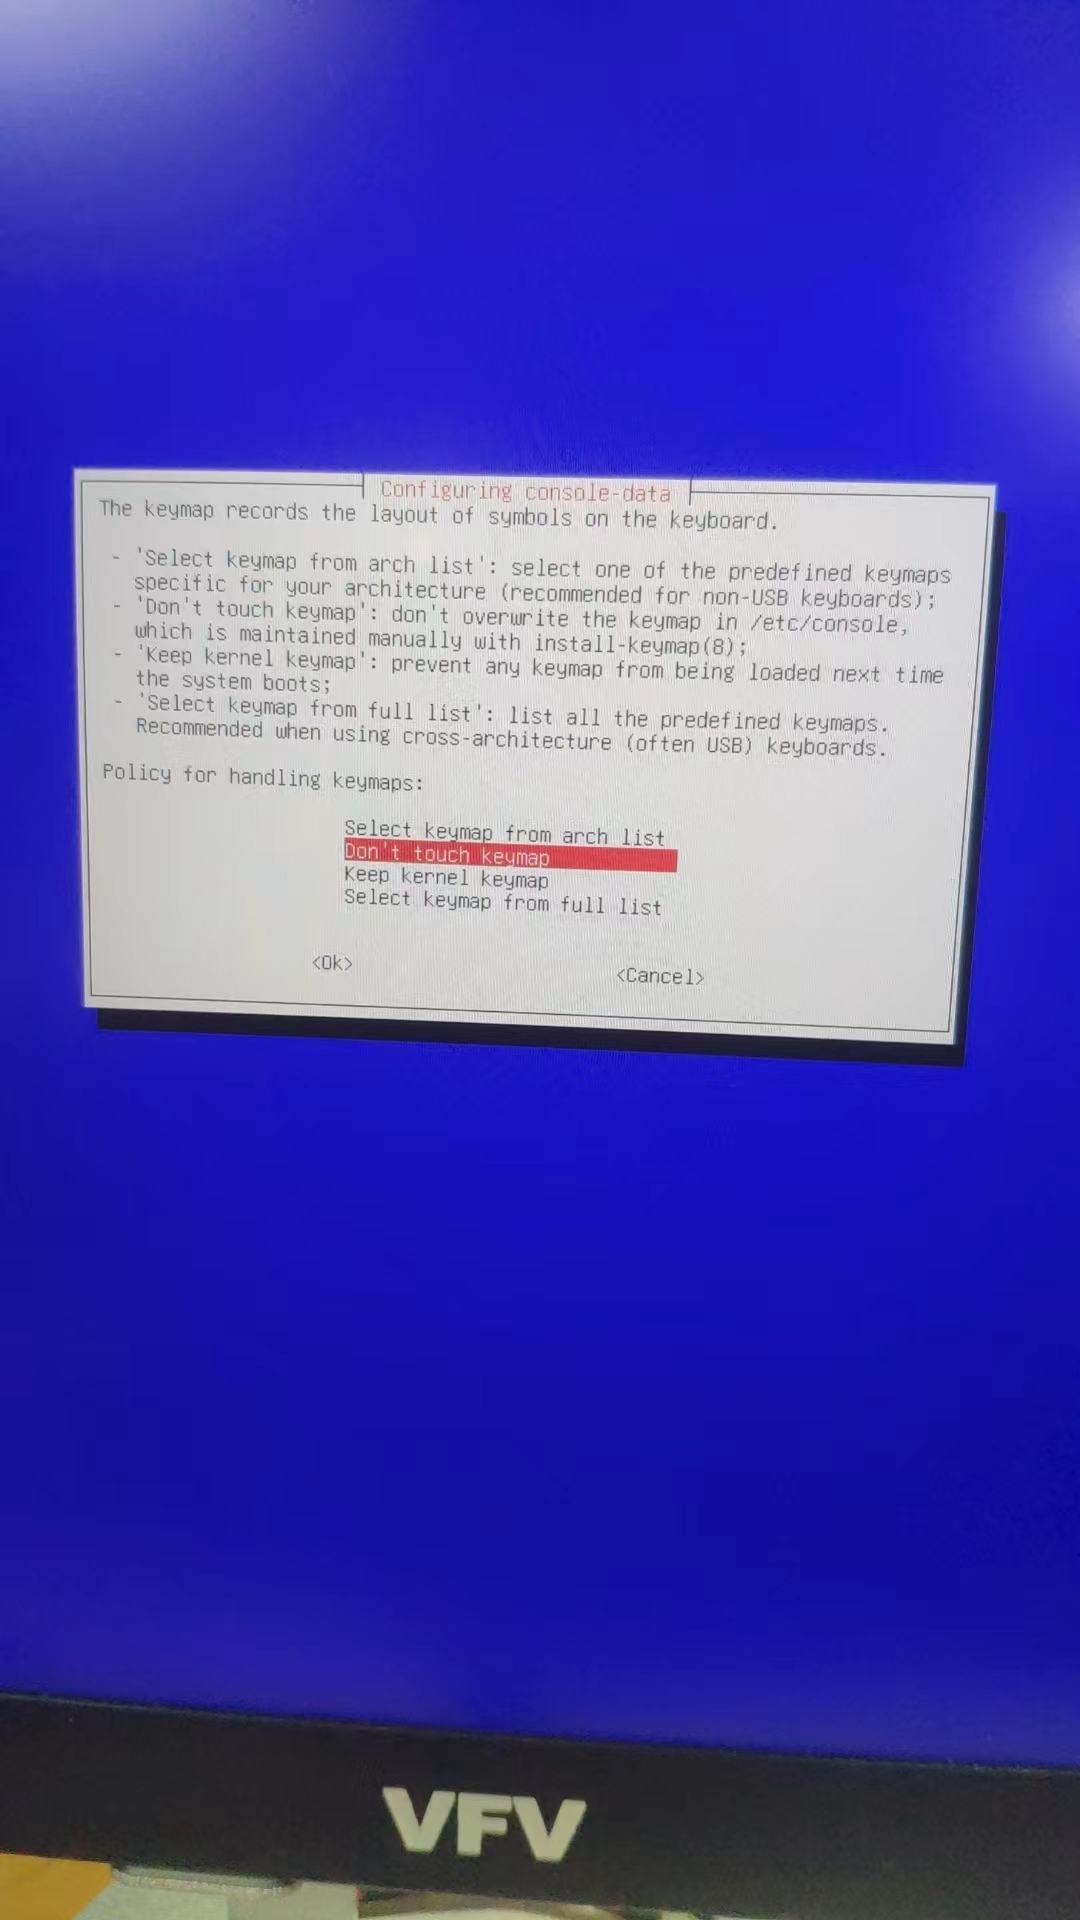 Configuring console-data
The keymap records the layout of symbols on the keyboard.
- 'Select keymap from arch list': select one of the predefined keymaps
specific for your architecture (recommended for non-USB keyboards);
- 'Don't touch keymap': don't overwrite the keymap in /etc/console,
which is maintained manually with install-keymap(8);
- 'Keep kernel keymap': prevent any keymap from being loaded next time
the system boots;
- 'Select keymap from full list': list all the predefined keymaps.
Recommended when using cross-architecture (often USB) keyboards.
Policy for handling keymaps:
Select keymap from arch list
Don't touch keymap
Keep kernel keymap
Select keymap from full list
<Ok> <Cancel>
VFV